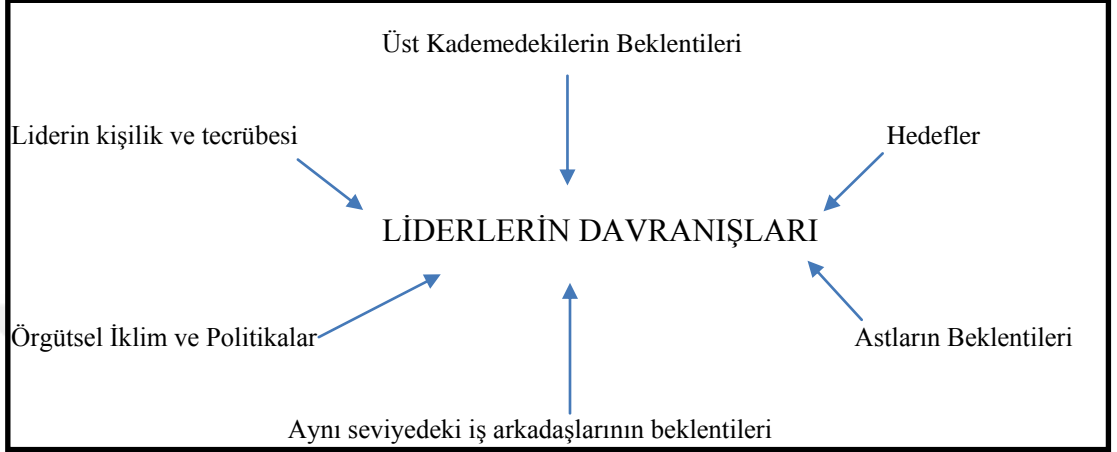 Üst Kademedekilerin Beklentileri
Liderin kişilik ve tecrübesi
Hedefler
LİDERLERİN DAVRANIŞLARI
Örgütsel İklim ve Politikalar
Astların Beklentileri
Aynı seviyedeki iş arkadaşlarının beklentileri